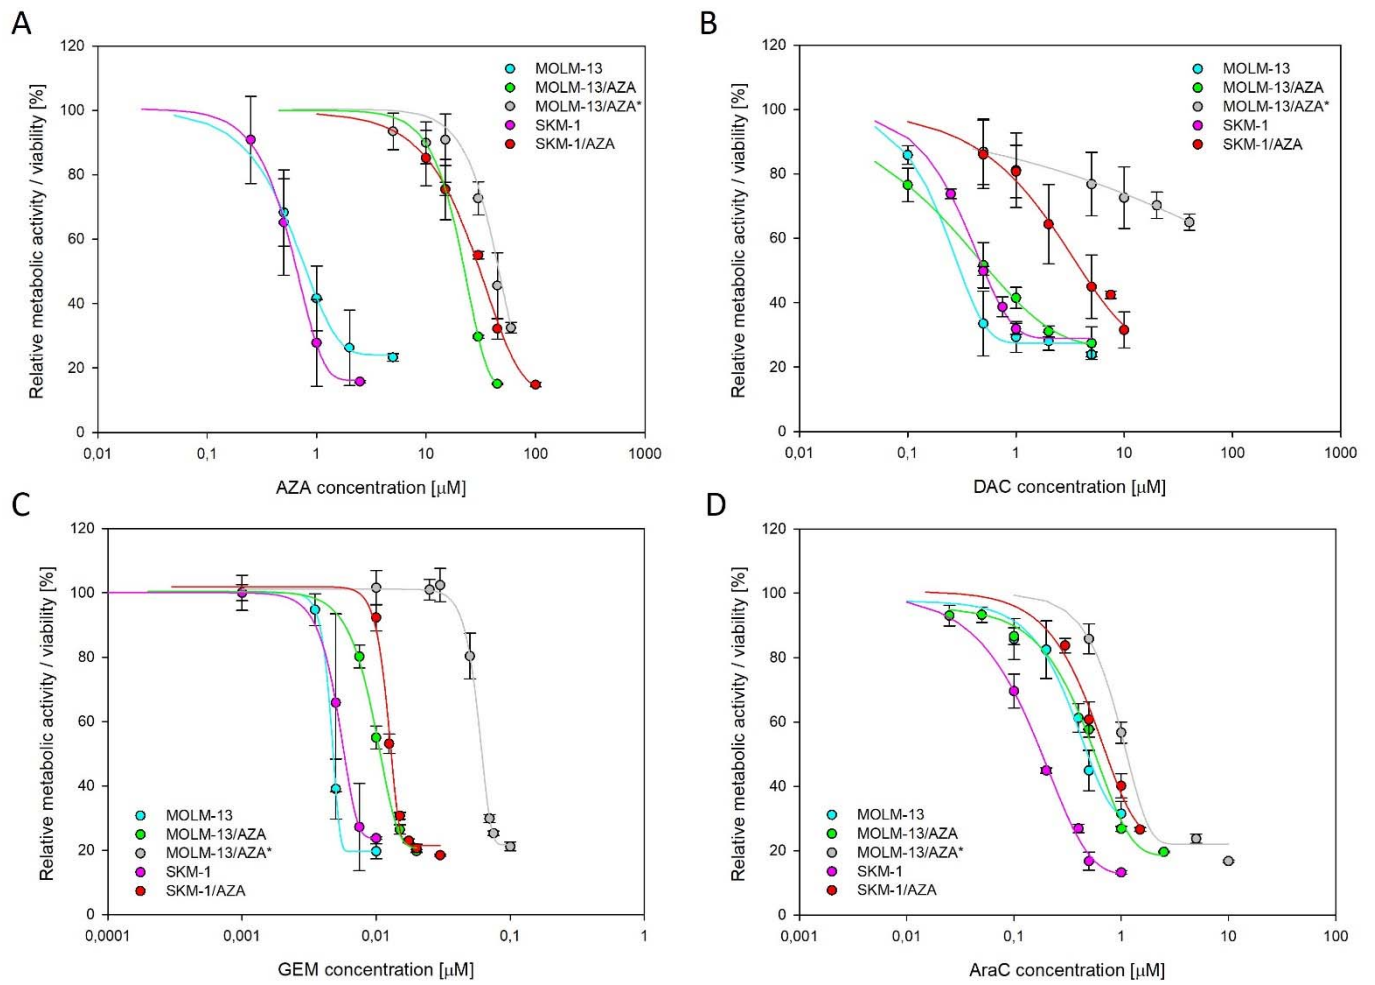 A
Relative metabolic activity / viability [%]
120
100
80
60
40
20
0
MOLM-13
MOLM-13/AZA
MOLM-13/AZA*
SKM-1
SKM-1/AZA
0,01
0,1
1
10
100
1000
AZA concentration [μM]
B
Relative metabolic activity / viability [%]
120
100
80
60
40
20
0
MOLM-13
MOLM-13/AZA
MOLM-13/AZA*
SKM-1
SKM-1/AZA
0,01
0,1
1
10
100
1000
DAC concentration [μM]
C
Relative metabolic activity / viability [%]
120
100
80
60
40
20
0
MOLM-13
MOLM-13/AZA
MOLM-13/AZA*
SKM-1
SKM-1/AZA
0,0001
0,001
0,01
0,1
1
GEM concentration [μM]
D
Relative metabolic activity / viability [%]
120
100
80
60
40
20
0
MOLM-13
MOLM-13/AZA
MOLM-13/AZA*
SKM-1
SKM-1/AZA
0,001
0,01
0,1
1
10
100
AraC concentration [μM]